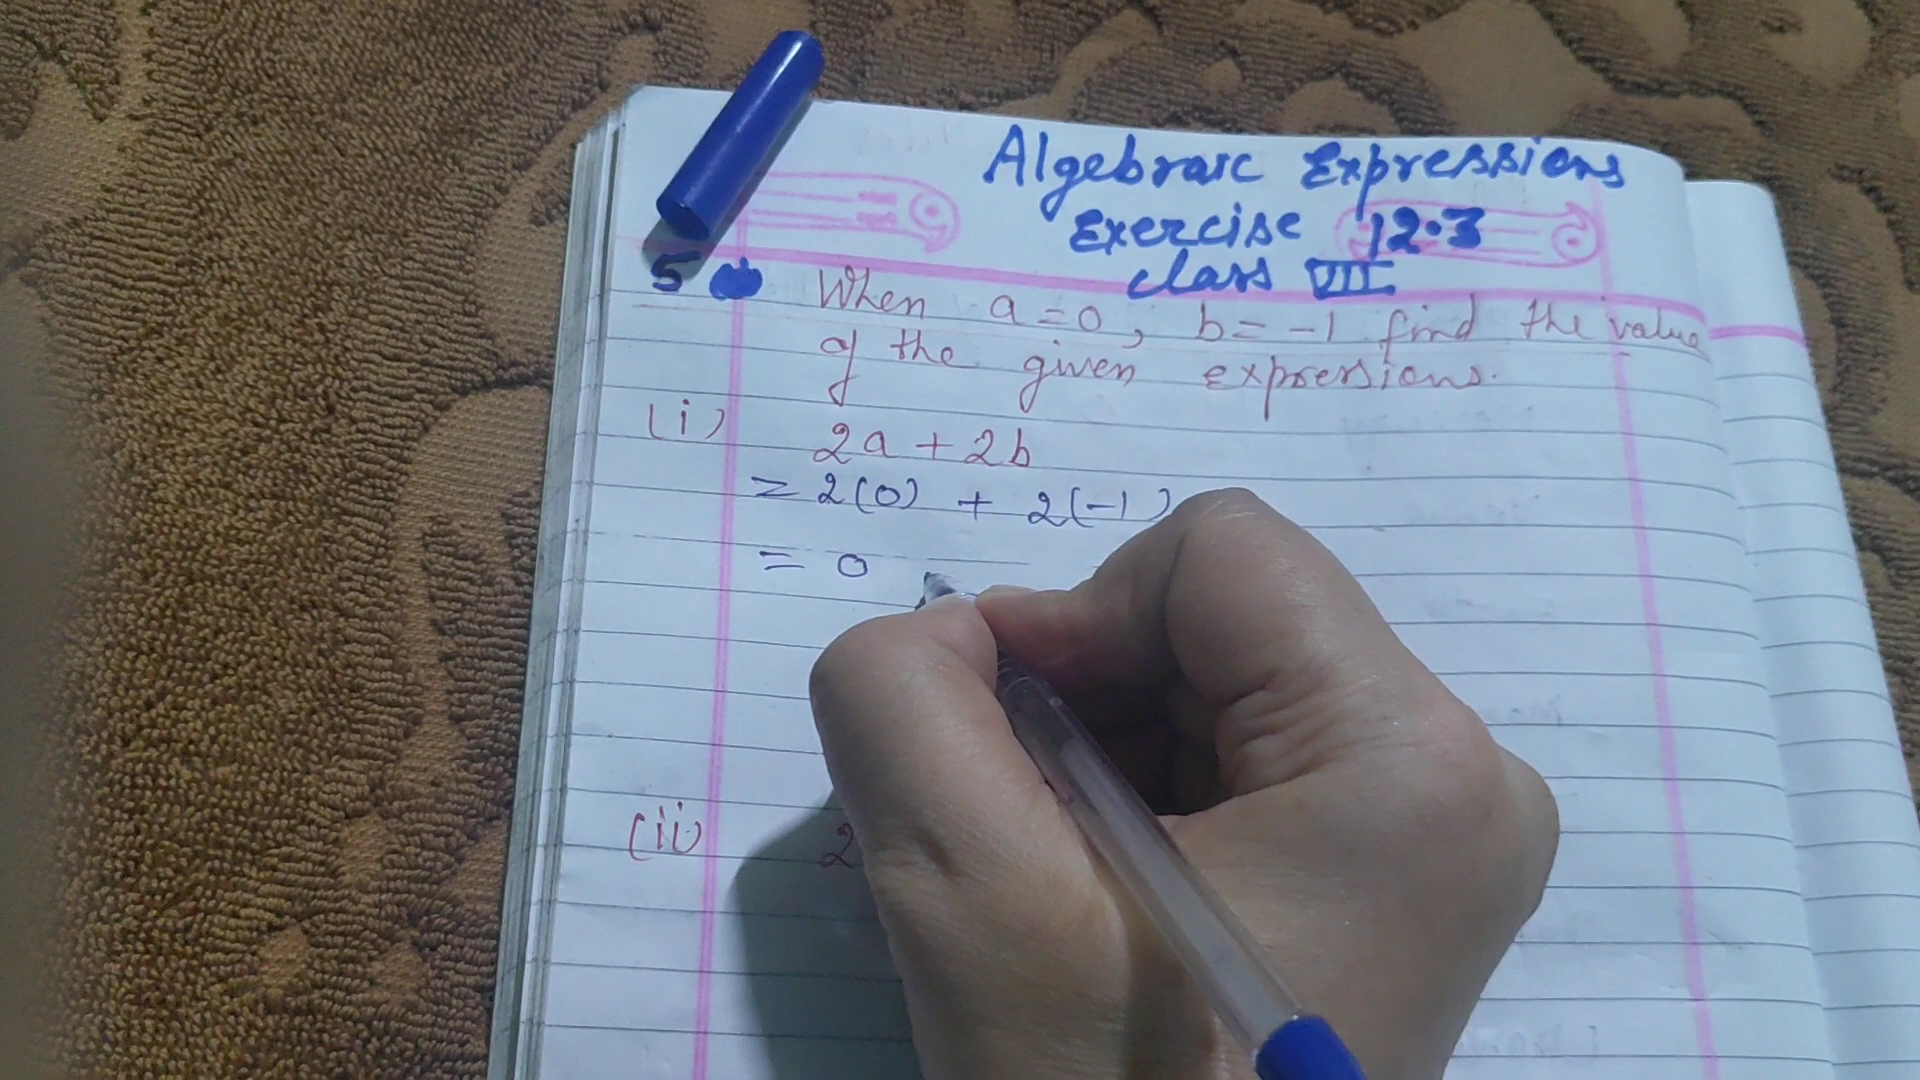 Algebraic Expressions
Exercise 12.3
Class VII
5 When a = 0, b = -1 find the value
of the given expressions.
(i) 2a + 2b
= 2(0) + 2(-1)
= 0
(ii) 2